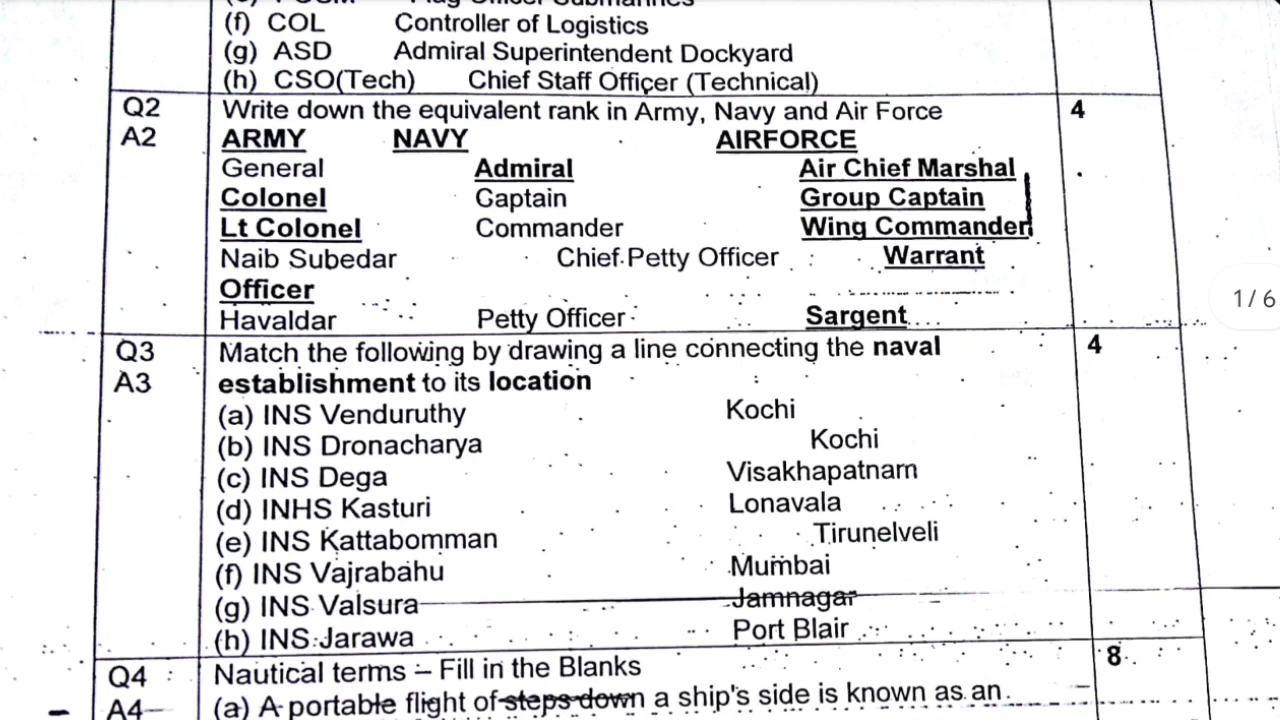 Flag Officer Submarines
(f) COL Controller of Logistics
(g) ASD Admiral Superintendent Dockyard
(h) CSO(Tech) Chief Staff Officer (Technical)
Q2 Write down the equivalent rank in Army, Navy and Air Force 4
A2 ARMY NAVY AIRFORCE
General Admiral Air Chief Marshal
Colonel Captain Group Captain
Lt Colonel Commander Wing Commander
Naib Subedar Chief Petty Officer Warrant
Officer
Havaldar Petty Officer Sargent
Q3 Match the following by drawing a line connecting the naval 4
A3 establishment to its location
(a) INS Venduruthy Kochi
(b) INS Dronacharya Kochi
(c) INS Dega Visakhapatnam
(d) INHS Kasturi Lonavala
(e) INS Kattabomman Tirunelveli
(f) INS Vajrabahu Mumbai
(g) INS Valsura Jamnagar
(h) INS Jarawa Port Blair
Q4 Nautical terms – Fill in the Blanks 8
A4 (a) A portable flight of steps down a ship's side is known as an
1/6